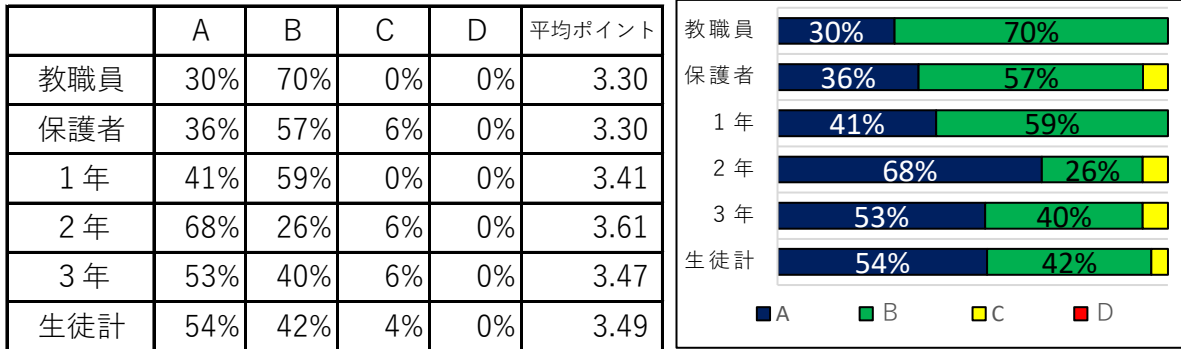 A B C D 平均ポイント
教職員 30% 70% 0% 0% 3.30
保護者 36% 57% 6% 0% 3.30
1年 41% 59% 0% 0% 3.41
2年 68% 26% 6% 0% 3.61
3年 53% 40% 6% 0% 3.47
生徒計 54% 42% 4% 0% 3.49
教職員 30% 70%
保護者 36% 57%
1年 41% 59%
2年 68% 26%
3年 53% 40%
生徒計 54% 42%
A B C D